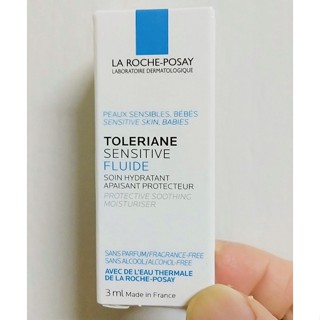 LA ROCHE-POSAY
LABORATOIRE DERMATOLOGIQUE
PEAUX SENSIBLES, BÉBÉS
SENSITIVE SKIN, BABIES
TOLERIANE
SENSITIVE
FLUIDE
SOIN HYDRATANT
APAISANT PROTECTEUR
PROTECTIVE SOOTHING
MOISTURISER
SANS PARFUM/FRAGRANCE-FREE
SANS ALCOOL/ALCOHOL-FREE
AVEC DE L'EAU THERMALE
DE LA ROCHE-POSAY
3 ml Made in France